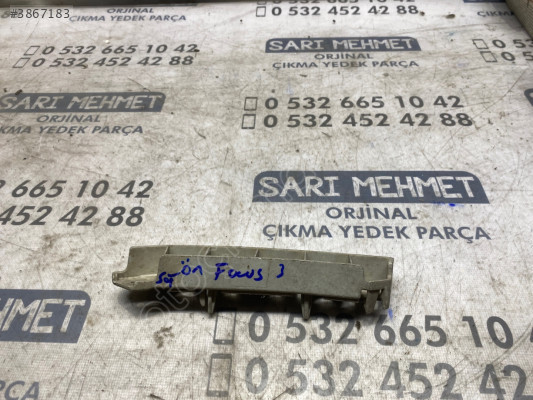 #3867183
SARI MEHMET
ORJİNAL
ÇIKMA YEDEK PARÇA
0 532 665 10 42
0 532 452 42 88
SARI MEHMET
ORJİNAL
ÇIKMA YEDEK PARÇA
0 532 665 10 42
0 532 452 42 88
SARI MEHMET
ORJİNAL
ÇIKMA YEDEK PARÇA
665 10 42
452 42 88
ön Focus 3
SARI MEHMET
0 532 665 10
0 532 452 42
MEHMET
ORJİNAL
YEDEK PARÇA